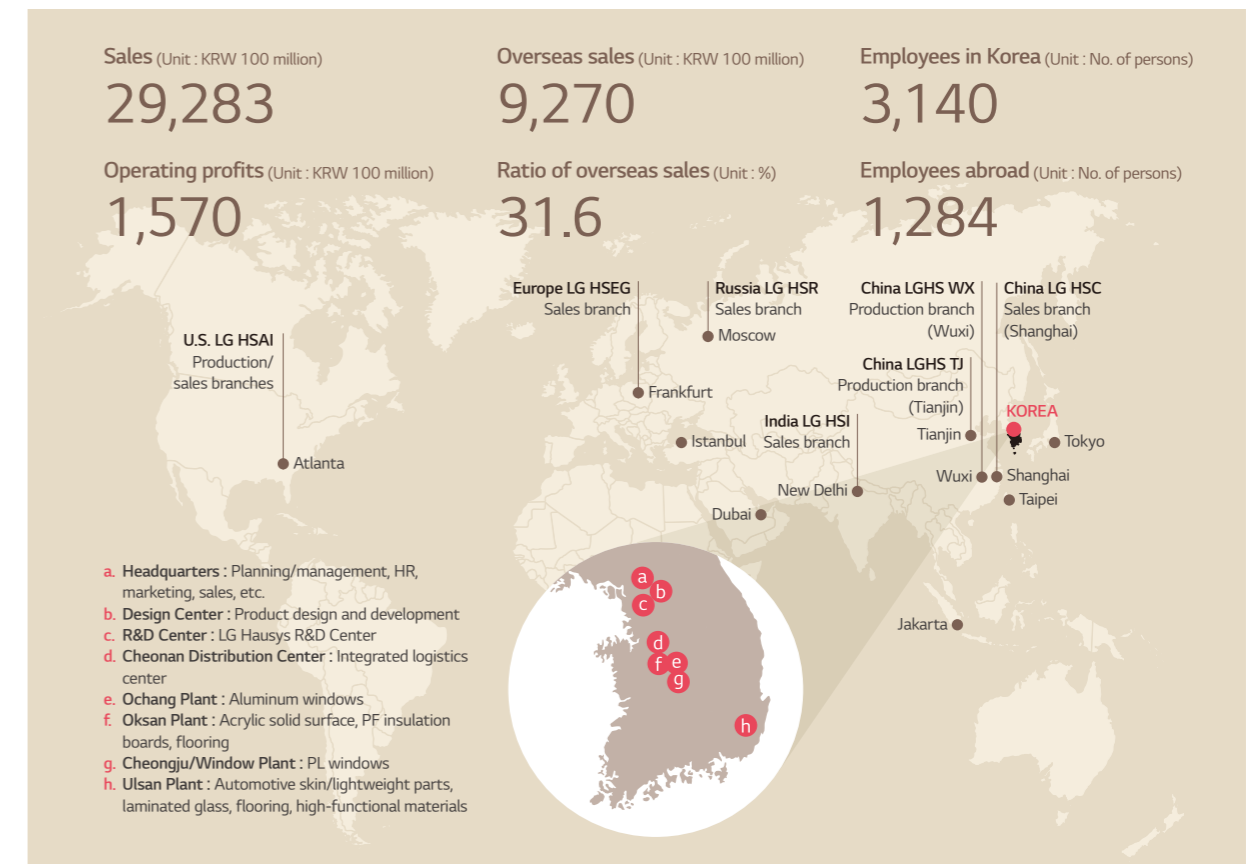 Sales (Unit : KRW 100 million)
29,283
Overseas sales (Unit : KRW 100 million)
9,270
Employees in Korea (Unit : No. of persons)
3,140
Operating profits (Unit : KRW 100 million)
1,570
Ratio of overseas sales (Unit : %)
31.6
Employees abroad (Unit : No. of persons)
1,284
U.S. LG HSAI
Production/
sales branches
Atlanta
Europe LG HSEG
Sales branch
Frankfurt
Russia LG HSR
Sales branch
Moscow
Istanbul
China LGHS WX
Production branch
(Wuxi)
China LG HSC
Sales branch
(Shanghai)
China LGHS TJ
Production branch
(Tianjin)
India LG HSI
Sales branch
Tianjin
KOREA
Tokyo
New Delhi
Wuxi
Shanghai
Taipei
Dubai
Jakarta
a. Headquarters : Planning/management, HR,
marketing, sales, etc.
b. Design Center : Product design and development
c. R&D Center : LG Hausys R&D Center
d. Cheonan Distribution Center : Integrated logistics
center
e. Ochang Plant : Aluminum windows
f. Oksan Plant : Acrylic solid surface, PF insulation
boards, flooring
g. Cheongju/Window Plant : PL windows
h. Ulsan Plant : Automotive skin/lightweight parts,
laminated glass, flooring, high-functional materials
a
b
c
d
f e
g
h